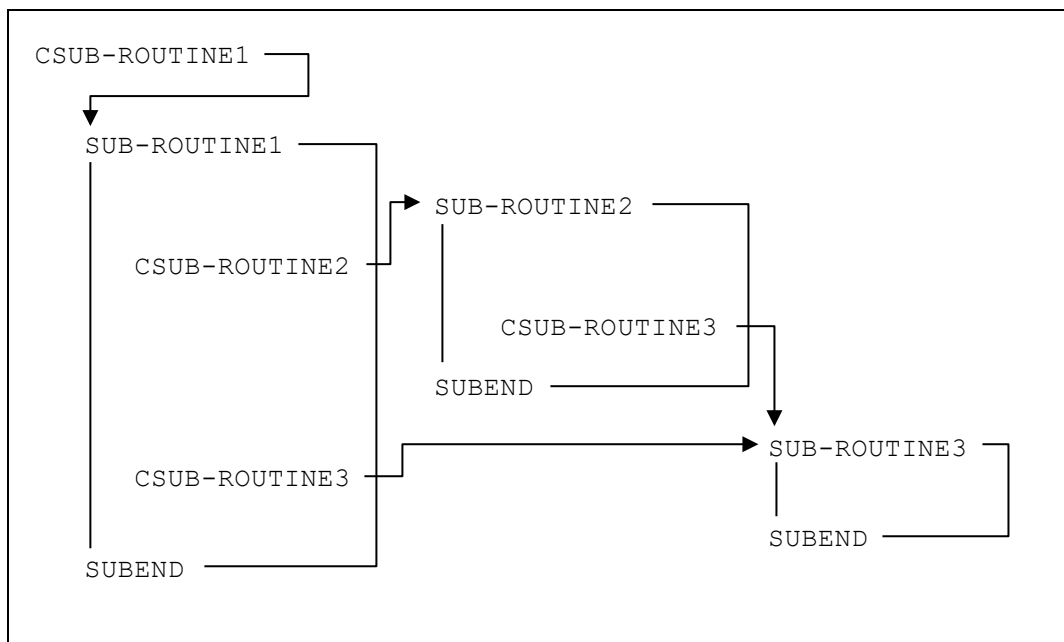 CSUB-ROUTINE1
SUB-ROUTINE1
SUB-ROUTINE2
CSUB-ROUTINE2
CSUB-ROUTINE3
SUBEND
SUB-ROUTINE3
CSUB-ROUTINE3
SUBEND
SUBEND